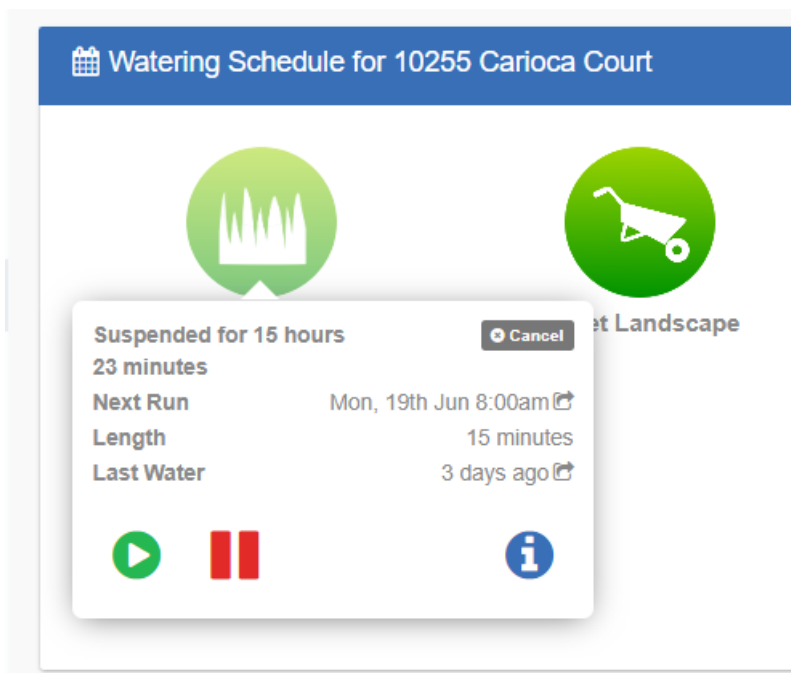 Watering Schedule for 10255 Carioca Court
et Landscape
Suspended for 15 hours
23 minutes
Cancel
Next Run Mon, 19th Jun 8:00am
Length 15 minutes
Last Water 3 days ago